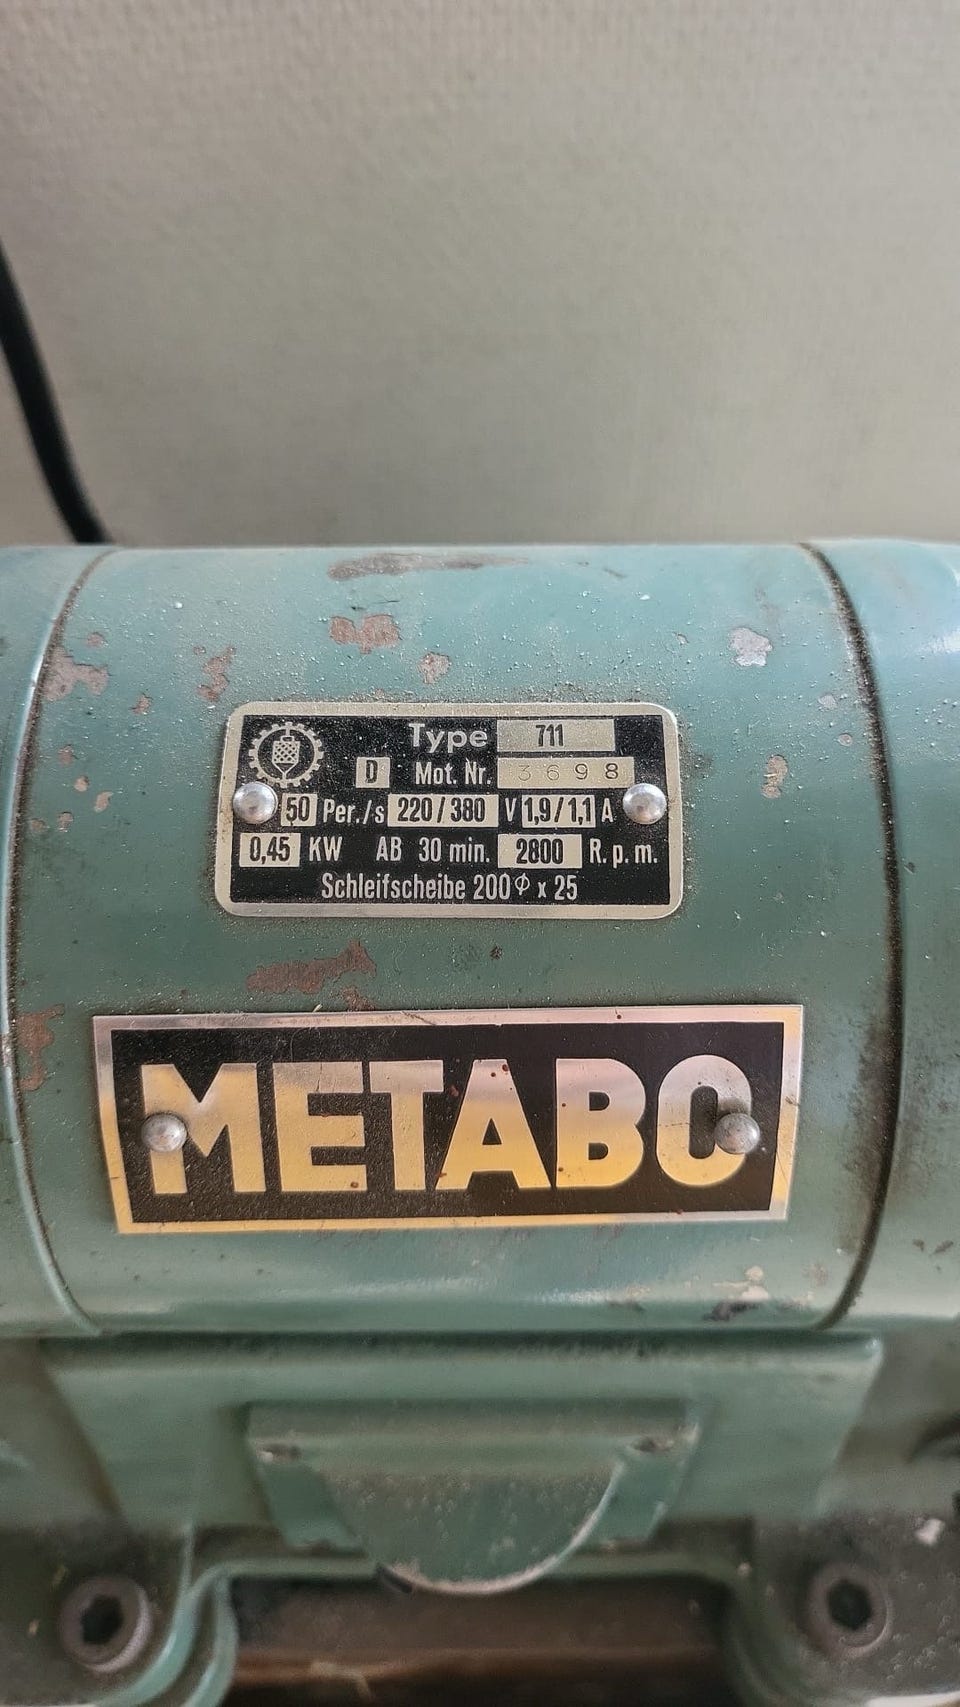 Type 711
D Mot. Nr. 3698
50 Per./s 220/380 V 1,9/1,1 A
0,45 KW AB 30 min. 2800 R.p.m.
Schleifscheibe 200 ϕ x 25
METABO